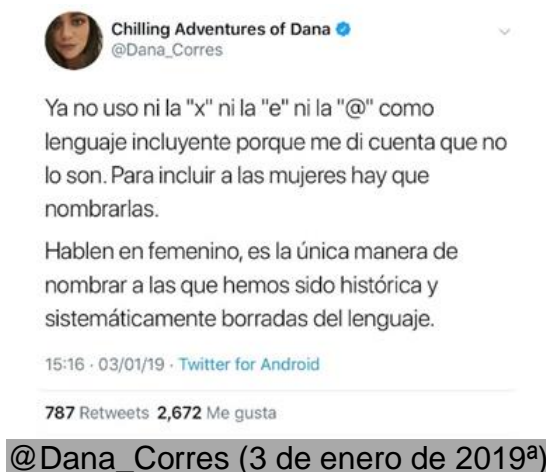 Chilling Adventures of Dana
@Dana_Corres
Ya no uso ni la "x" ni la "e" ni la "@" como
lenguaje incluyente porque me di cuenta que no
lo son. Para incluir a las mujeres hay que
nombrarlas.
Hablen en femenino, es la única manera de
nombrar a las que hemos sido histórica y
sistemáticamente borradas del lenguaje.
15:16 · 03/01/19 · Twitter for Android
787 Retweets 2,672 Me gusta
@Dana_Corres (3 de enero de 2019ª)